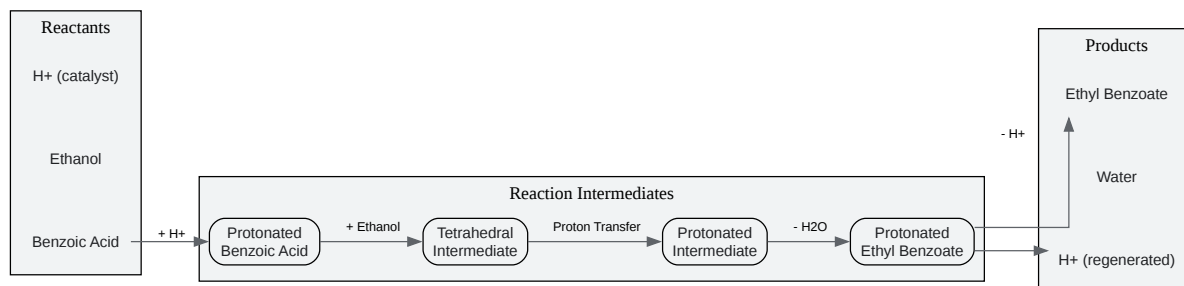 Reactants
H+ (catalyst)
Ethanol
Benzoic Acid
+ H+
Reaction Intermediates
Protonated
Benzoic Acid
+ Ethanol
Tetrahedral
Intermediate
Proton Transfer
Protonated
Intermediate
- H2O
Protonated
Ethyl Benzoate
- H+
Products
Ethyl Benzoate
Water
H+ (regenerated)